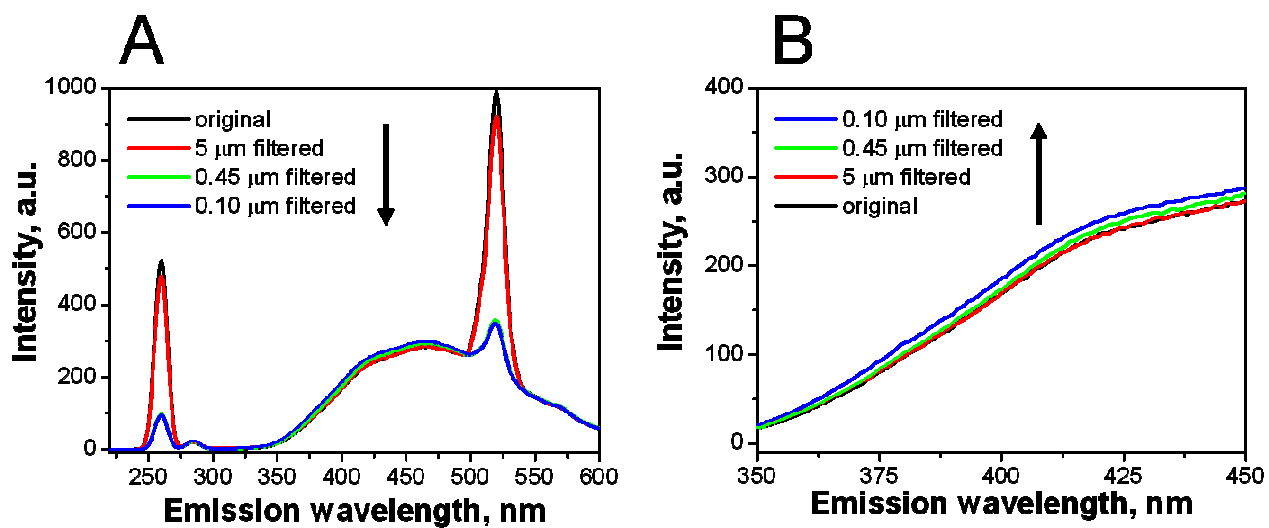 A
1000
800
600
400
200
0
original
5 μm filtered
0.45 μm filtered
0.10 μm filtered
Intensity, a.u.
250 300 350 400 450 500 550 600
Emission wavelength, nm
B
400
300
200
100
0
0.10 μm filtered
0.45 μm filtered
5 μm filtered
original
Intensity, a.u.
350 375 400 425 450
Emission wavelength, nm